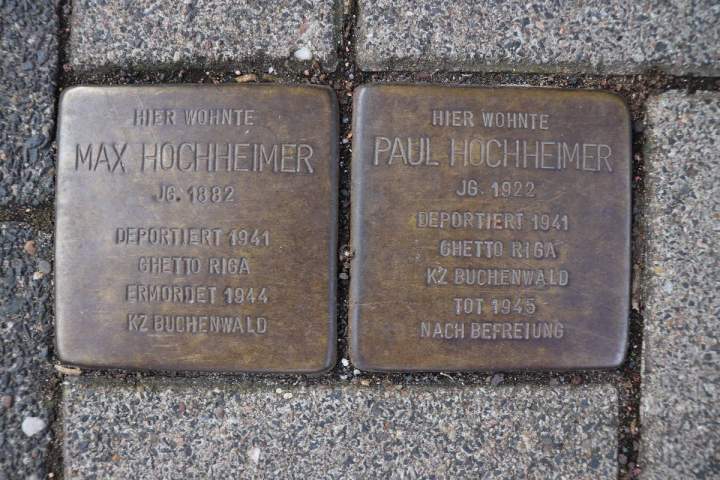 HIER WOHNTE
MAX HOCHHEIMER
JG. 1882
DEPORTIERT 1941
GHETTO RIGA
ERMORDET 1944
KZ BUCHENWALD
HIER WOHNTE
PAUL HOCHHEIMER
JG. 1922
DEPORTIERT 1941
GHETTO RIGA
KZ BUCHENWALD
TOT 1945
NACH BEFREIUNG